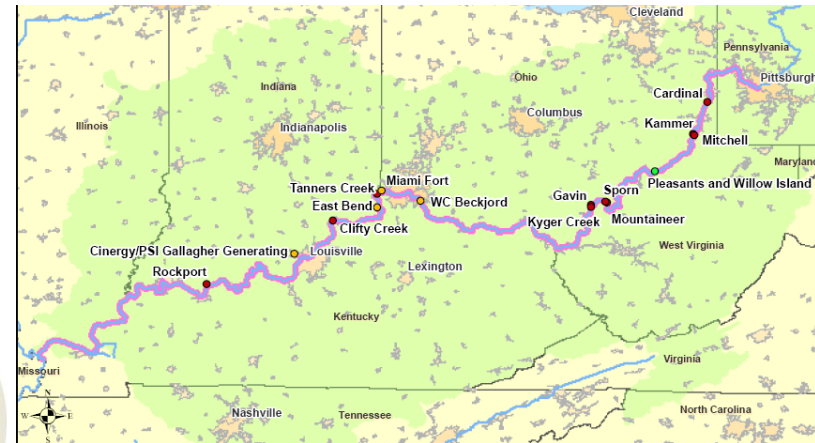 Cleveland
Pennsylvania
Pittsburgh
Ohio
Indiana
Cardinal
Columbus
Illinois
Indianapolis
Kammer
Mitchell
Maryland
Miami Fort
Tanners Creek
Pleasants and Willow Island
East Bend
WC Beckjord
Gavin
Sporn
Clifty Creek
Kyger Creek
Mountaineer
Cinergy/PSI Gallagher Generating
Louisville
West Virginia
Rockport
Lexington
Kentucky
Virginia
Missouri
N
W
E
S
Nashville
Tennessee
North Carolina